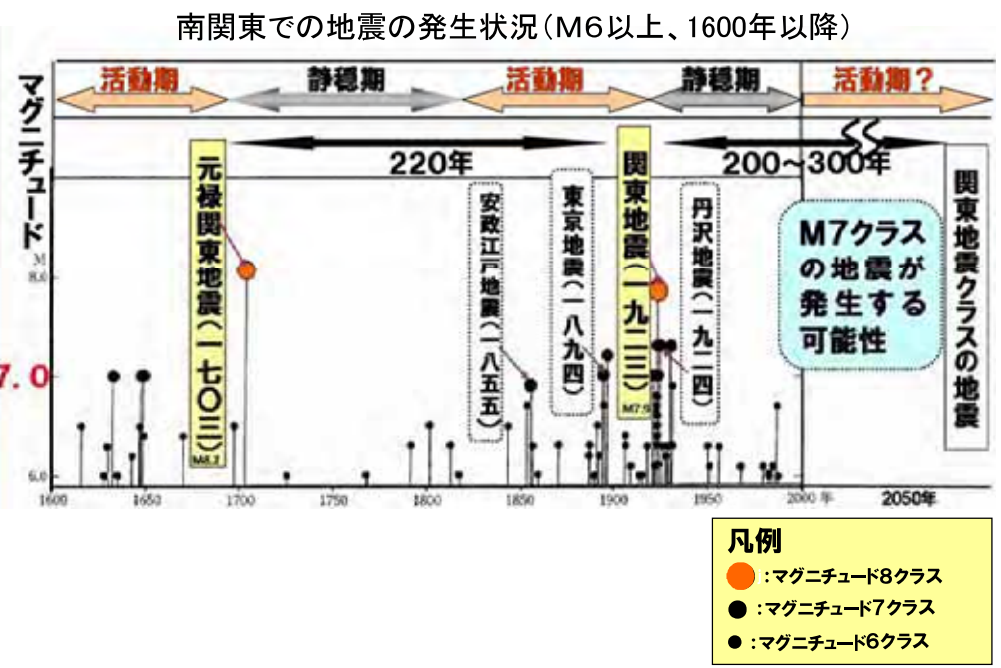 南関東での地震の発生状況（Ｍ６以上、1600年以降）
活動期
静穏期
活動期
静穏期
活動期？
マグニチュード
M
8.0
7.0
6.0
220年
200～300年
元禄関東地震（一七〇三）
M8.2
安政江戸地震（一八五五）
東京地震（一八九四）
関東地震（一九二三）
M7.9
丹沢地震（一九二四）
M７クラス
の地震が
発生する
可能性
関東地震クラスの地震
1600
1650
1700
1750
1800
1850
1900
1950
2000 年
2050年
凡例
：マグニチュード８クラス
：マグニチュード７クラス
：マグニチュード６クラス